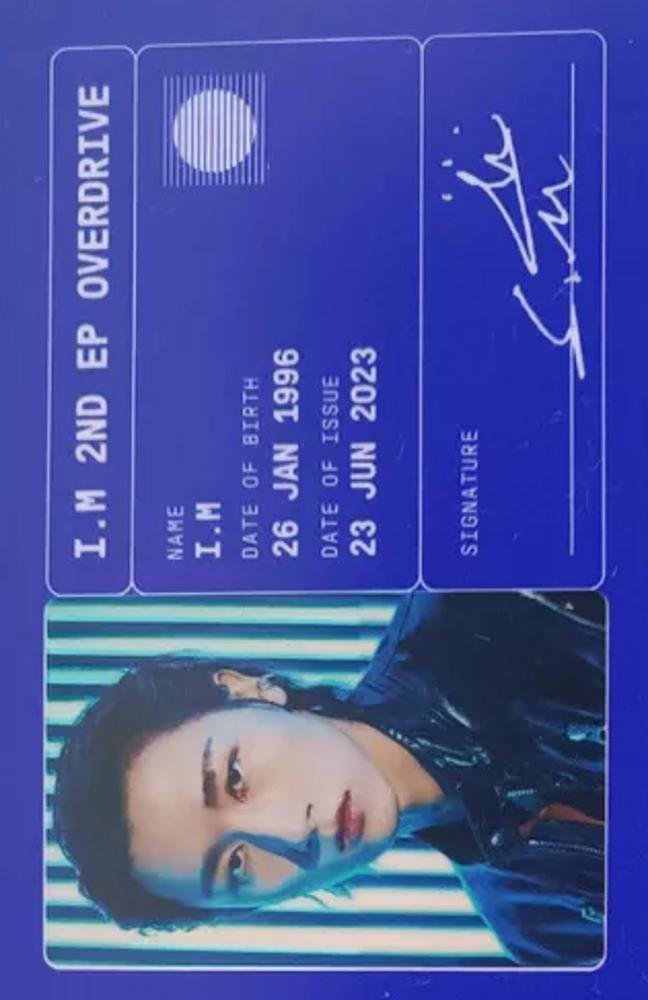 I.M 2ND EP OVERDRIVE
NAME
I.M
DATE OF BIRTH
26 JAN 1996
DATE OF ISSUE
23 JUN 2023
SIGNATURE